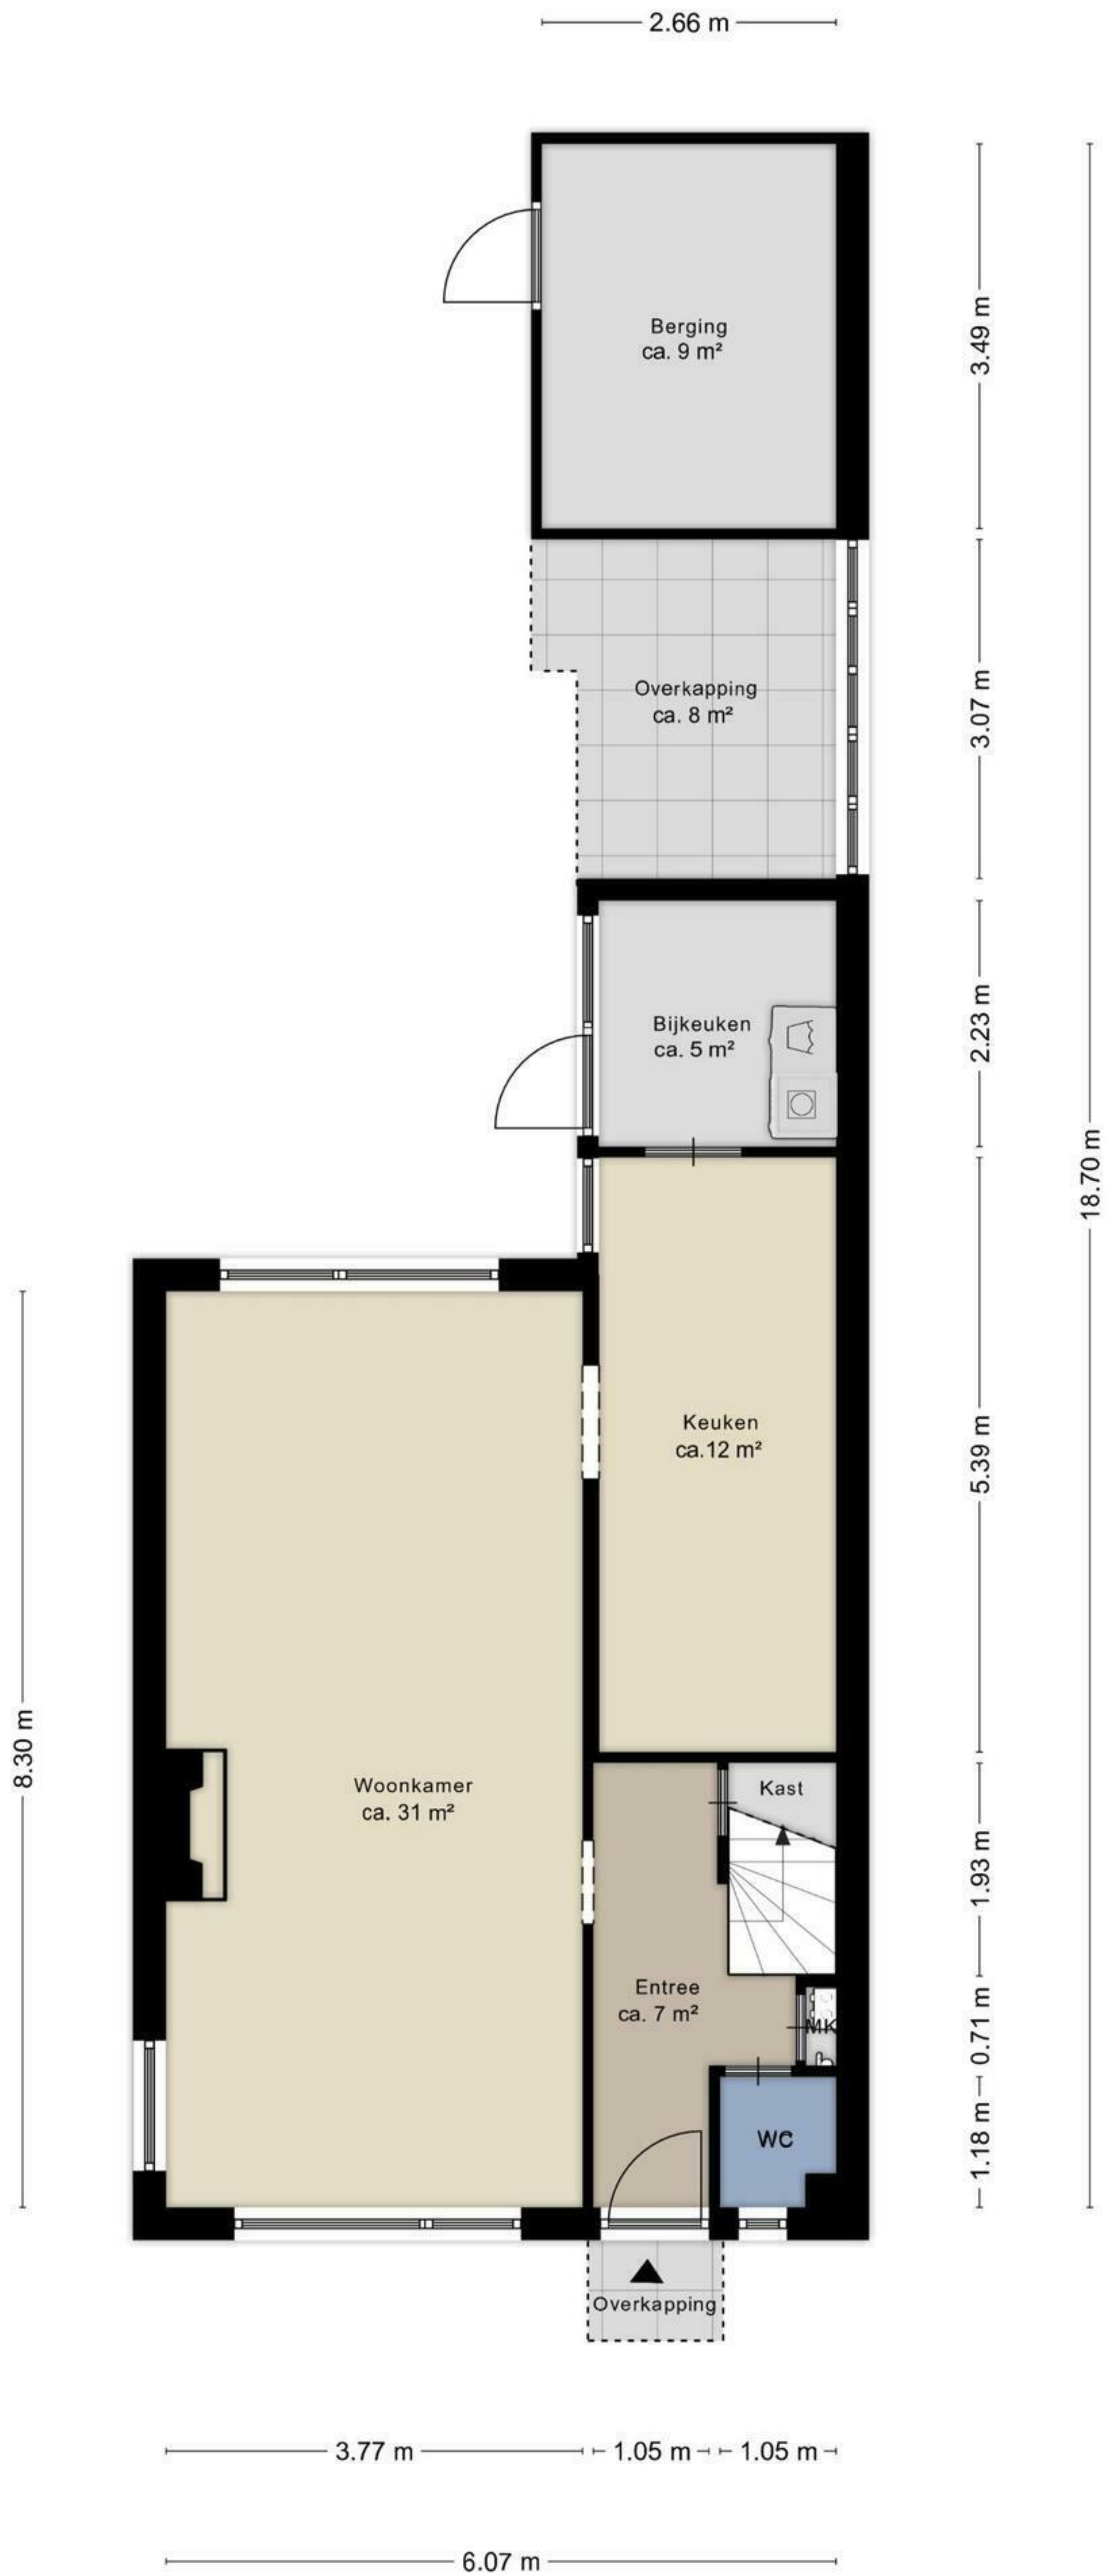 2.66 m
Berging
ca. 9 m²
3.49 m
Overkapping
ca. 8 m²
3.07 m
Bijkeuken
ca. 5 m²
2.23 m
18.70 m
Keuken
ca.12 m²
5.39 m
8.30 m
Woonkamer
ca. 31 m²
Kast
1.93 m
Entree
ca. 7 m²
MK
0.71 m
WC
1.18 m
Overkapping
3.77 m
1.05 m
1.05 m
6.07 m